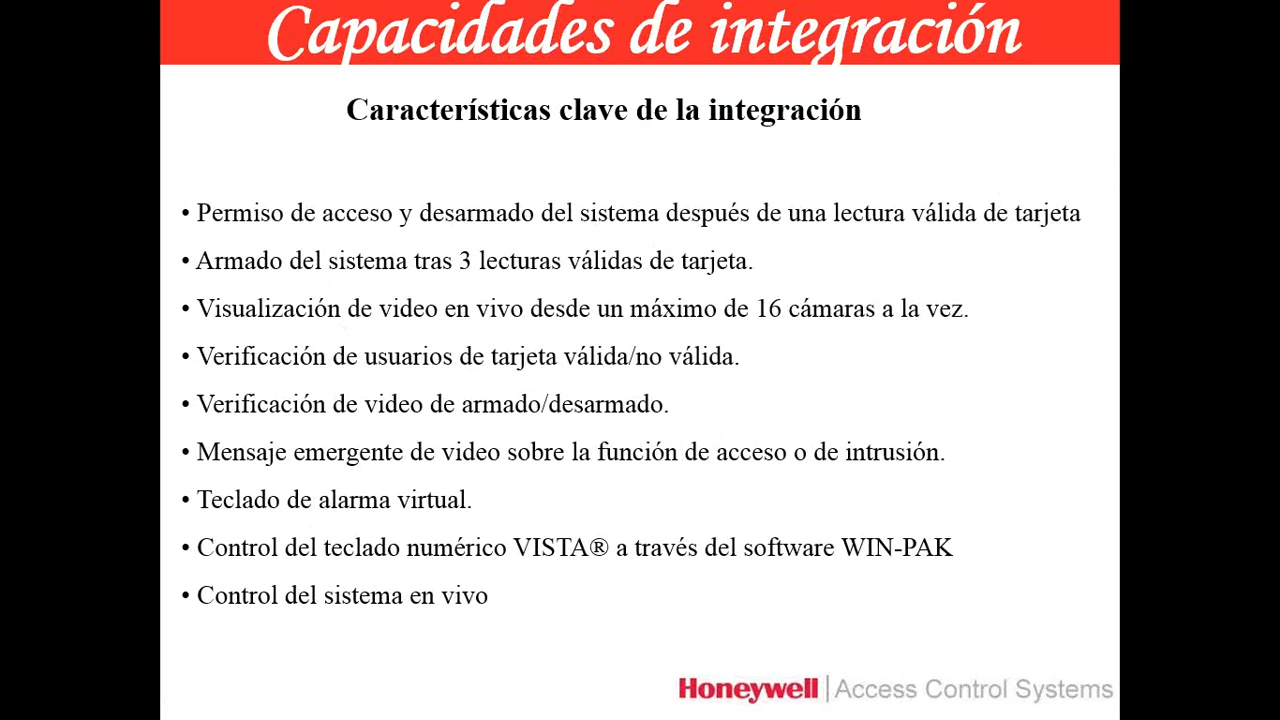 Capacidades de integración
Características clave de la integración
• Permiso de acceso y desarmado del sistema después de una lectura válida de tarjeta
• Armado del sistema tras 3 lecturas válidas de tarjeta.
• Visualización de video en vivo desde un máximo de 16 cámaras a la vez.
• Verificación de usuarios de tarjeta válida/no válida.
• Verificación de video de armado/desarmado.
• Mensaje emergente de video sobre la función de acceso o de intrusión.
• Teclado de alarma virtual.
• Control del teclado numérico VISTA® a través del software WIN-PAK
• Control del sistema en vivo
Honeywell | Access Control Systems